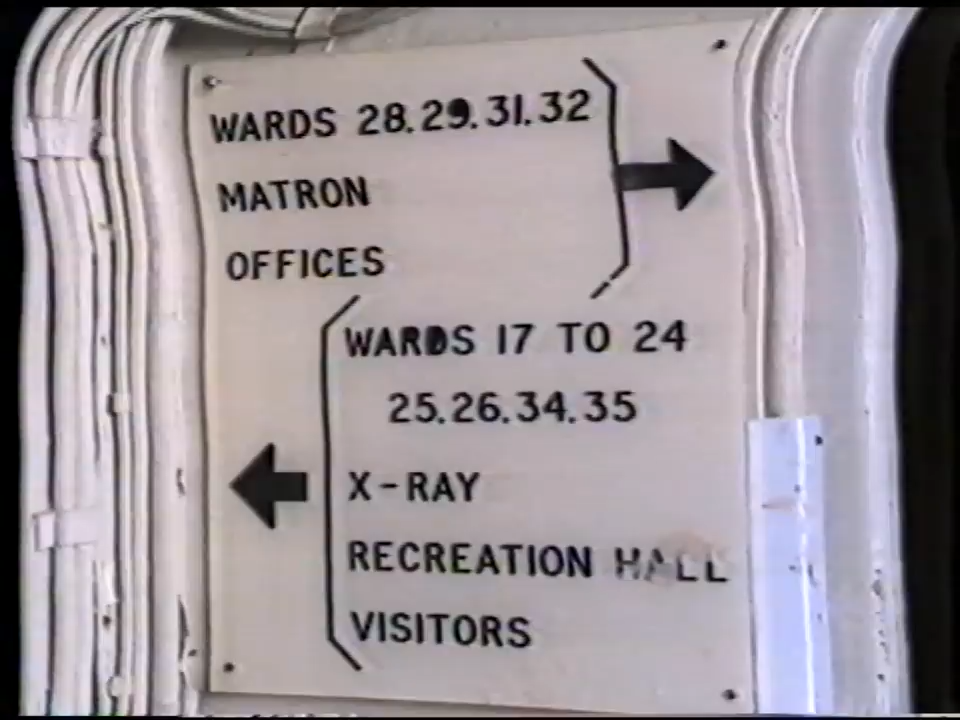 WARDS 28.29.31.32
MATRON
OFFICES
WARDS 17 TO 24
25.26.34.35
X-RAY
RECREATION HALL
VISITORS